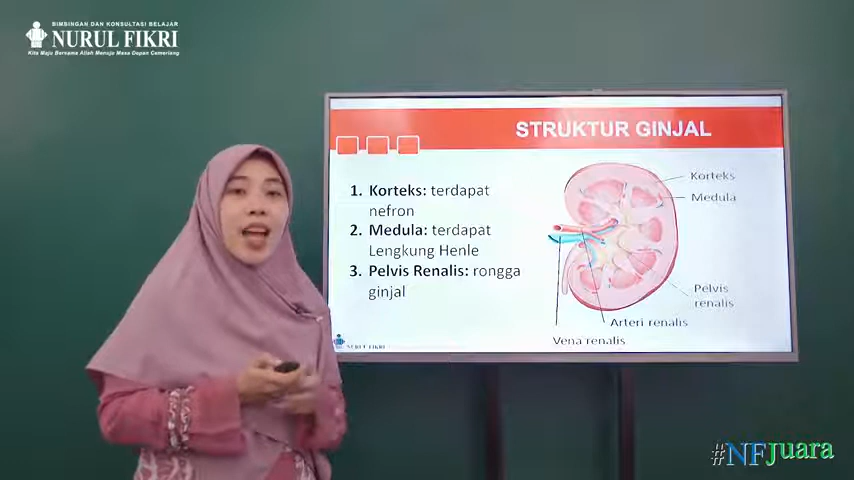 BIMBINGAN DAN KONSULTASI BELAJAR
NURUL FIKRI
Kita Maju Bersama Allah Menuju Masa Depan Cemerlang
STRUKTUR GINJAL
1. Korteks: terdapat
nefron
2. Medula: terdapat
Lengkung Henle
3. Pelvis Renalis: rongga
ginjal
Korteks
Medula
Pelvis
renalis
Arteri renalis
Vena renalis
NURUL FIKRI
#NFJuara